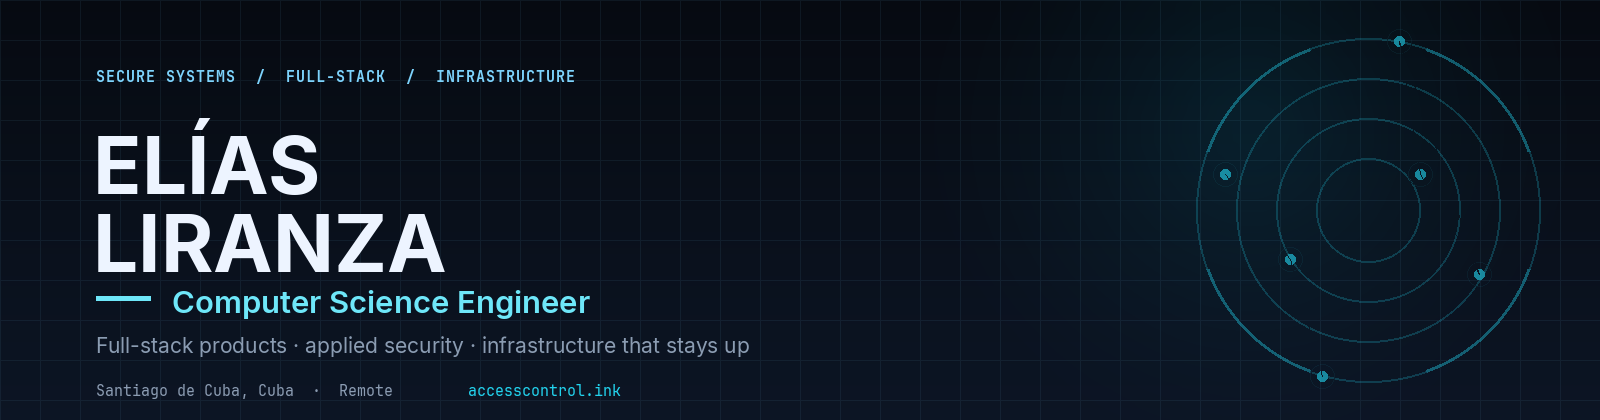 SECURE SYSTEMS / FULL-STACK / INFRASTRUCTURE
ELÍAS
LIRANZA
Computer Science Engineer
Full-stack products · applied security · infrastructure that stays up
Santiago de Cuba, Cuba · Remote accesscontrol.ink